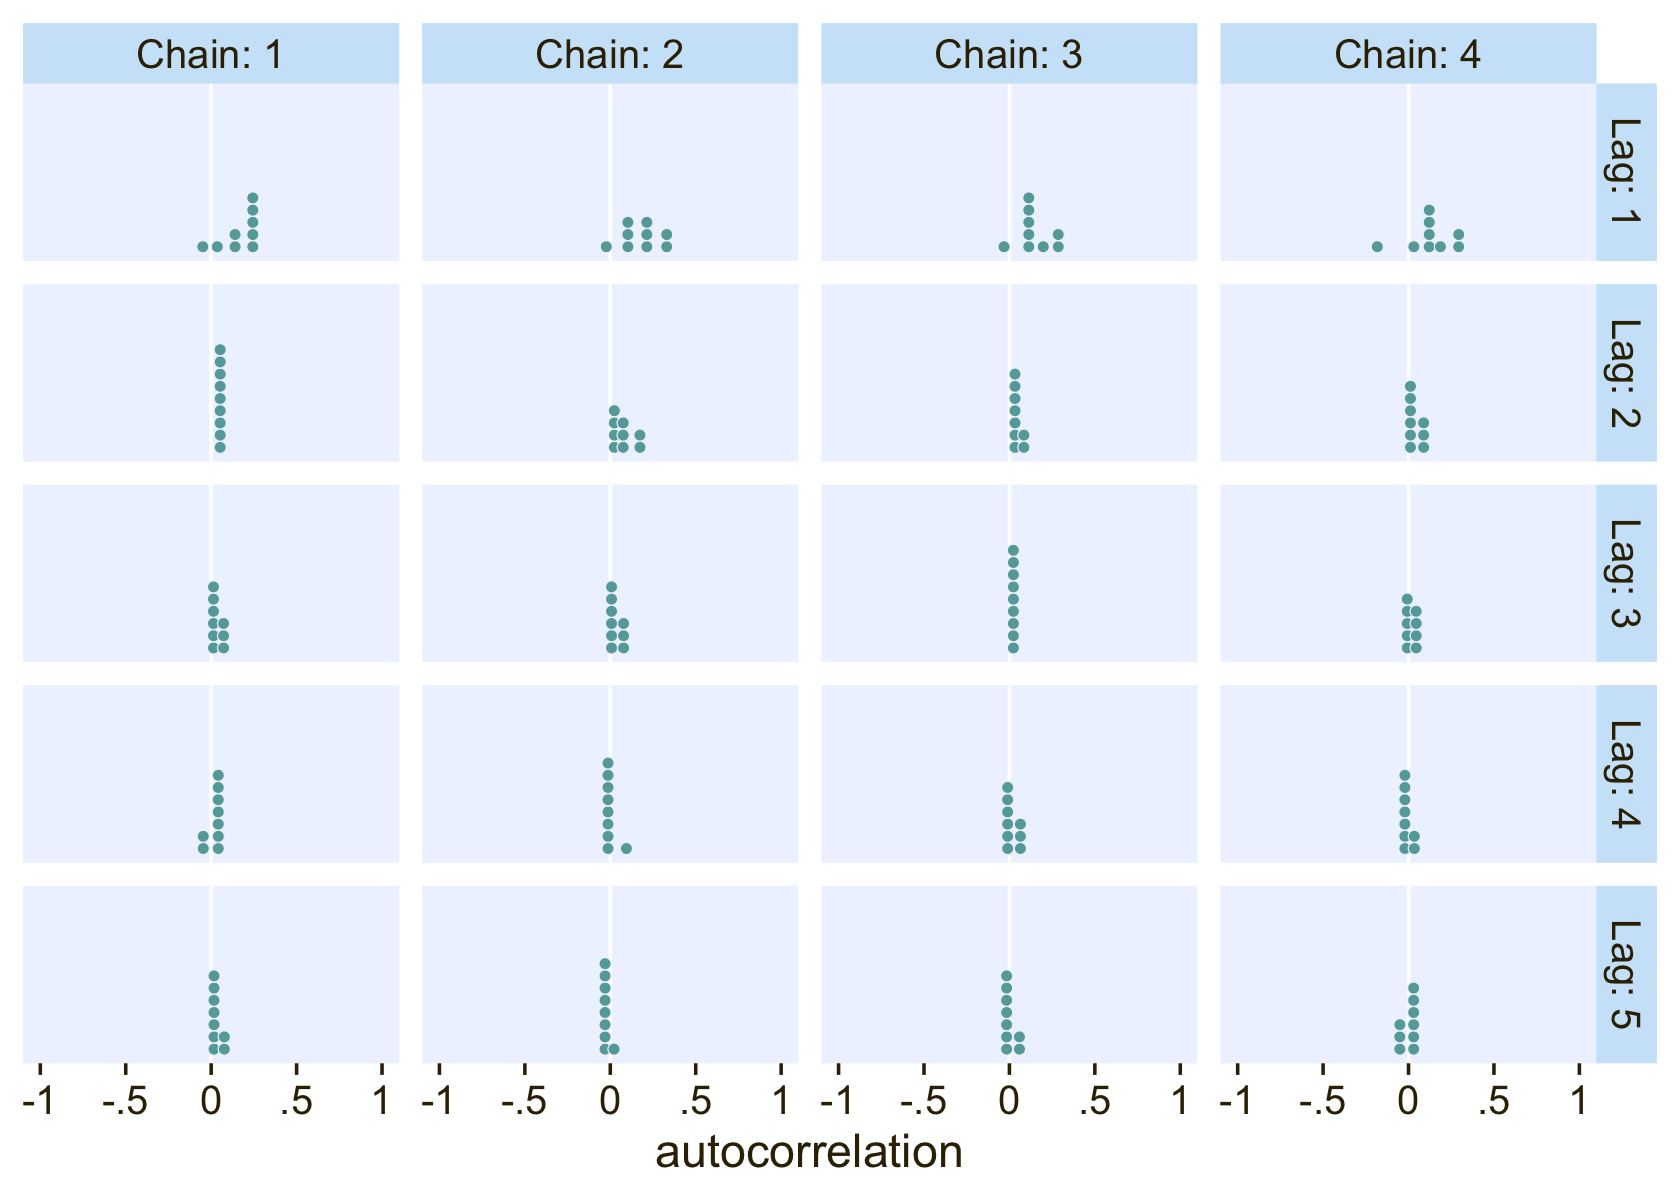 Chain: 1 Chain: 2 Chain: 3 Chain: 4
Lag: 1
Lag: 2
Lag: 3
Lag: 4
Lag: 5
-1 -.5 0 .5 1 -1 -.5 0 .5 1 -1 -.5 0 .5 1 -1 -.5 0 .5 1
autocorrelation